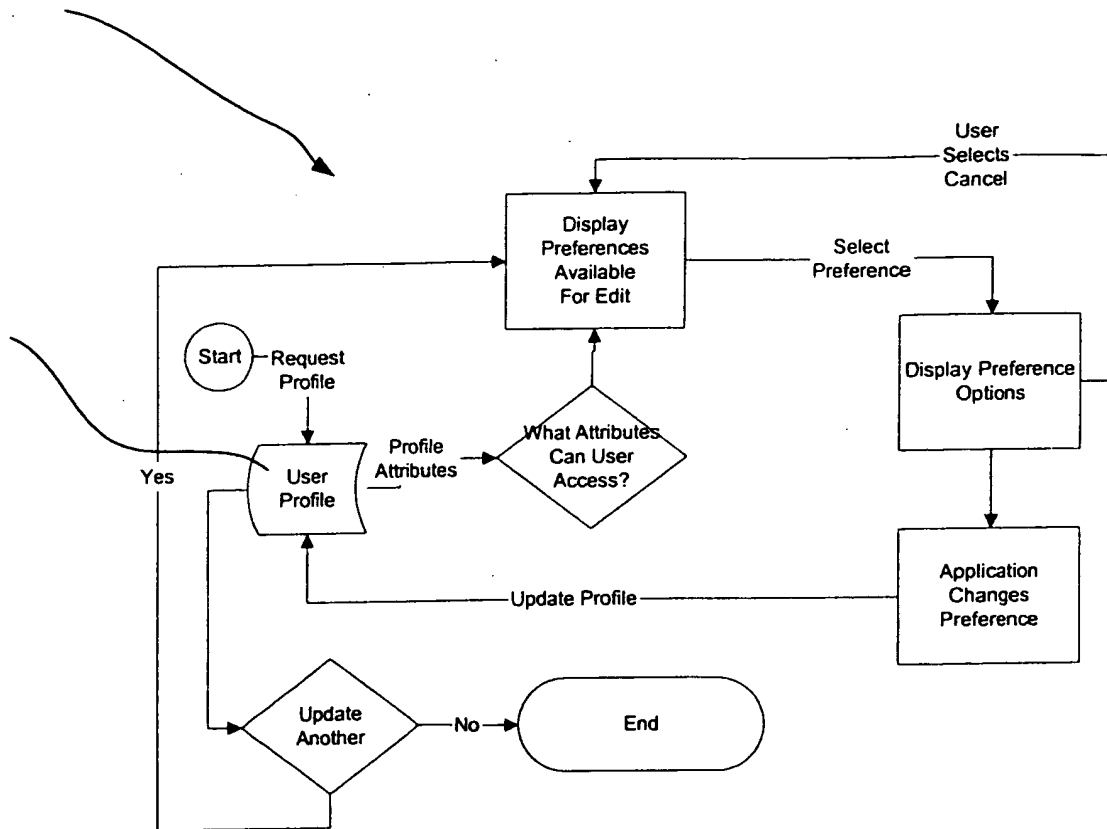 User
Selects
Cancel
Display
Preferences
Available
For Edit
Select
Preference
Start
Request
Profile
Display Preference
Options
What Attributes
Can User
Access?
Profile
Attributes
User
Profile
Yes
Application
Changes
Preference
Update Profile
Update
Another
No
End